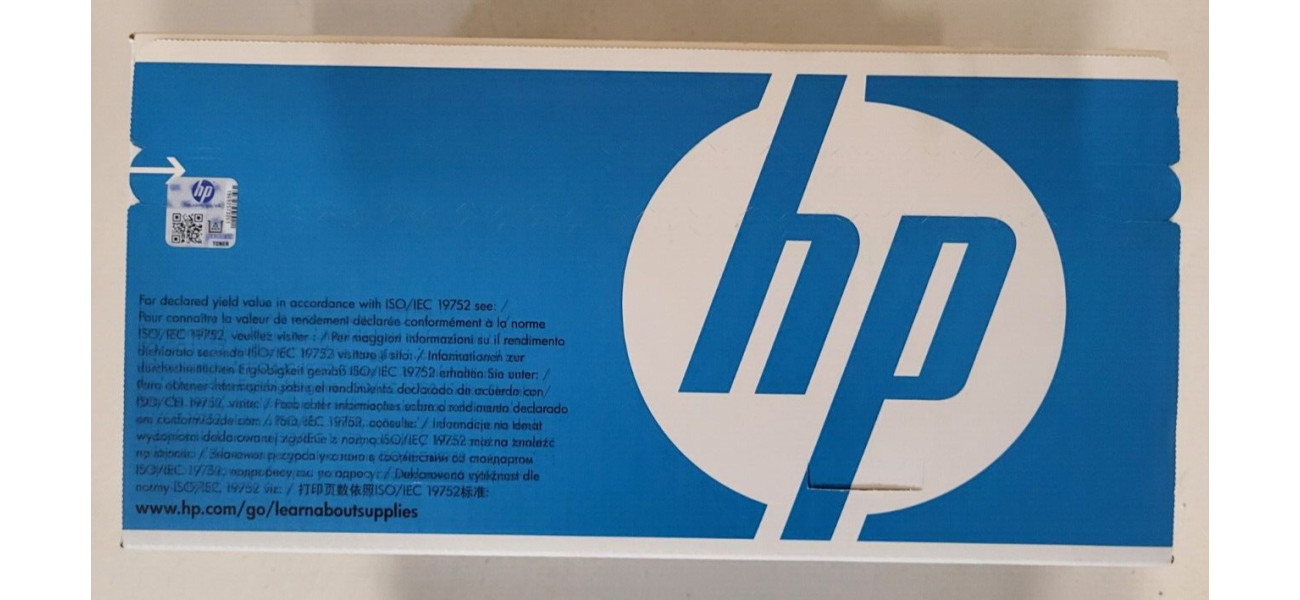 hp
hp
TONER
For declared yield value in accordance with ISO/IEC 19752 see: /
Pour connaître la valeur de rendement déclarée conformément à la norme
ISO/IEC 19752, veuillez visiter : / Per maggiori informazioni su il rendimento
dichiarato secondo ISO/IEC 19752 visitare il sito: / Informationen zur
durchschnittlichen Ergiebigkeit gemäß ISO/IEC 19752 erhalten Sie unter: /
Para obtener información sobre el rendimiento declarado de acuerdo con
ISO/CEI 19752, visite: / Para obter informações sobre o rendimento declarado
em conformidade com a ISO/IEC 19752, consulte: / Informacje na temat
wydajności deklarowanej zgodnie z normą ISO/IEC 19752 można znaleźć
ISO/IEC 19752, / Deklarovaná výtěžnost dle
normy ISO/IEC 19752 viz: / 打印页数依照ISO/IEC 19752标准:
www.hp.com/go/learnaboutsupplies